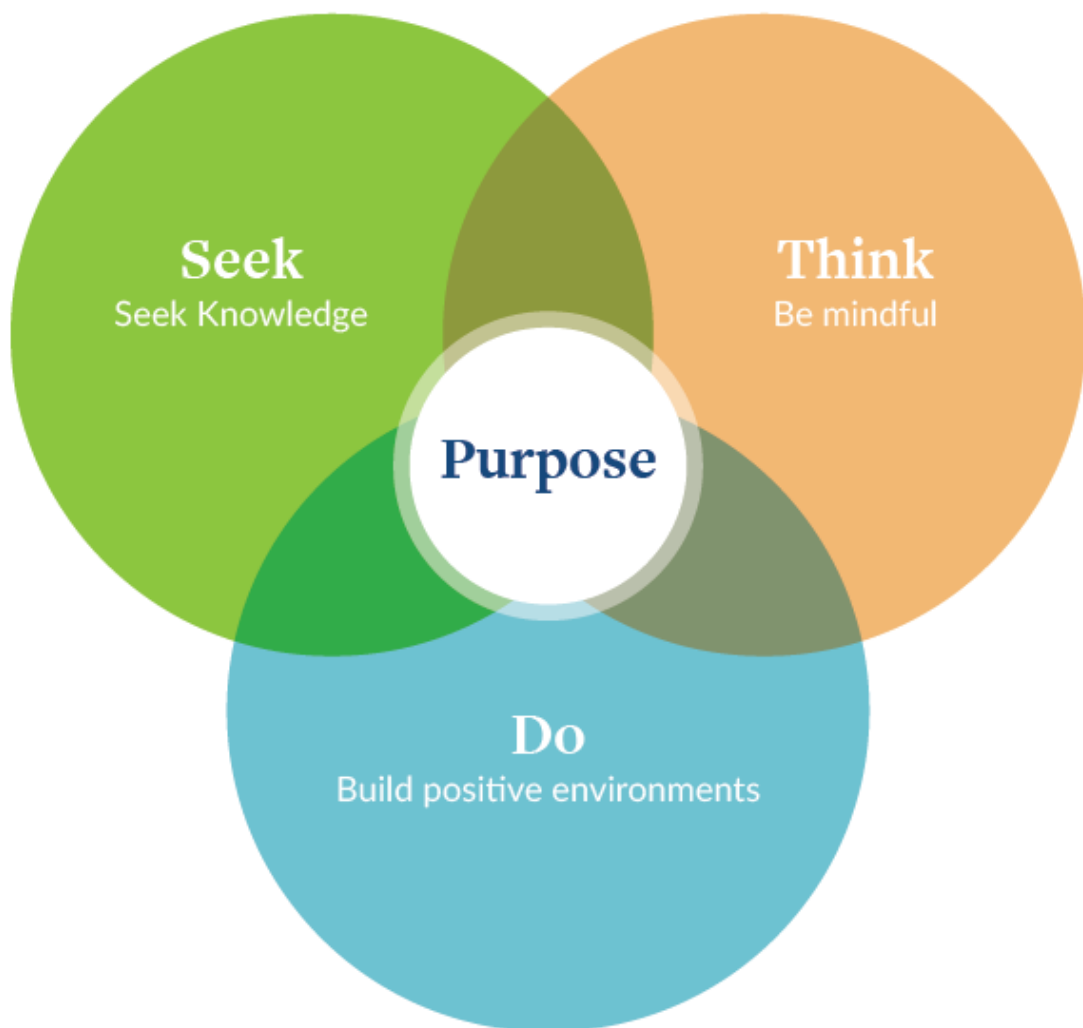 Seek
Seek Knowledge
Think
Be mindful
Purpose
Do
Build positive environments